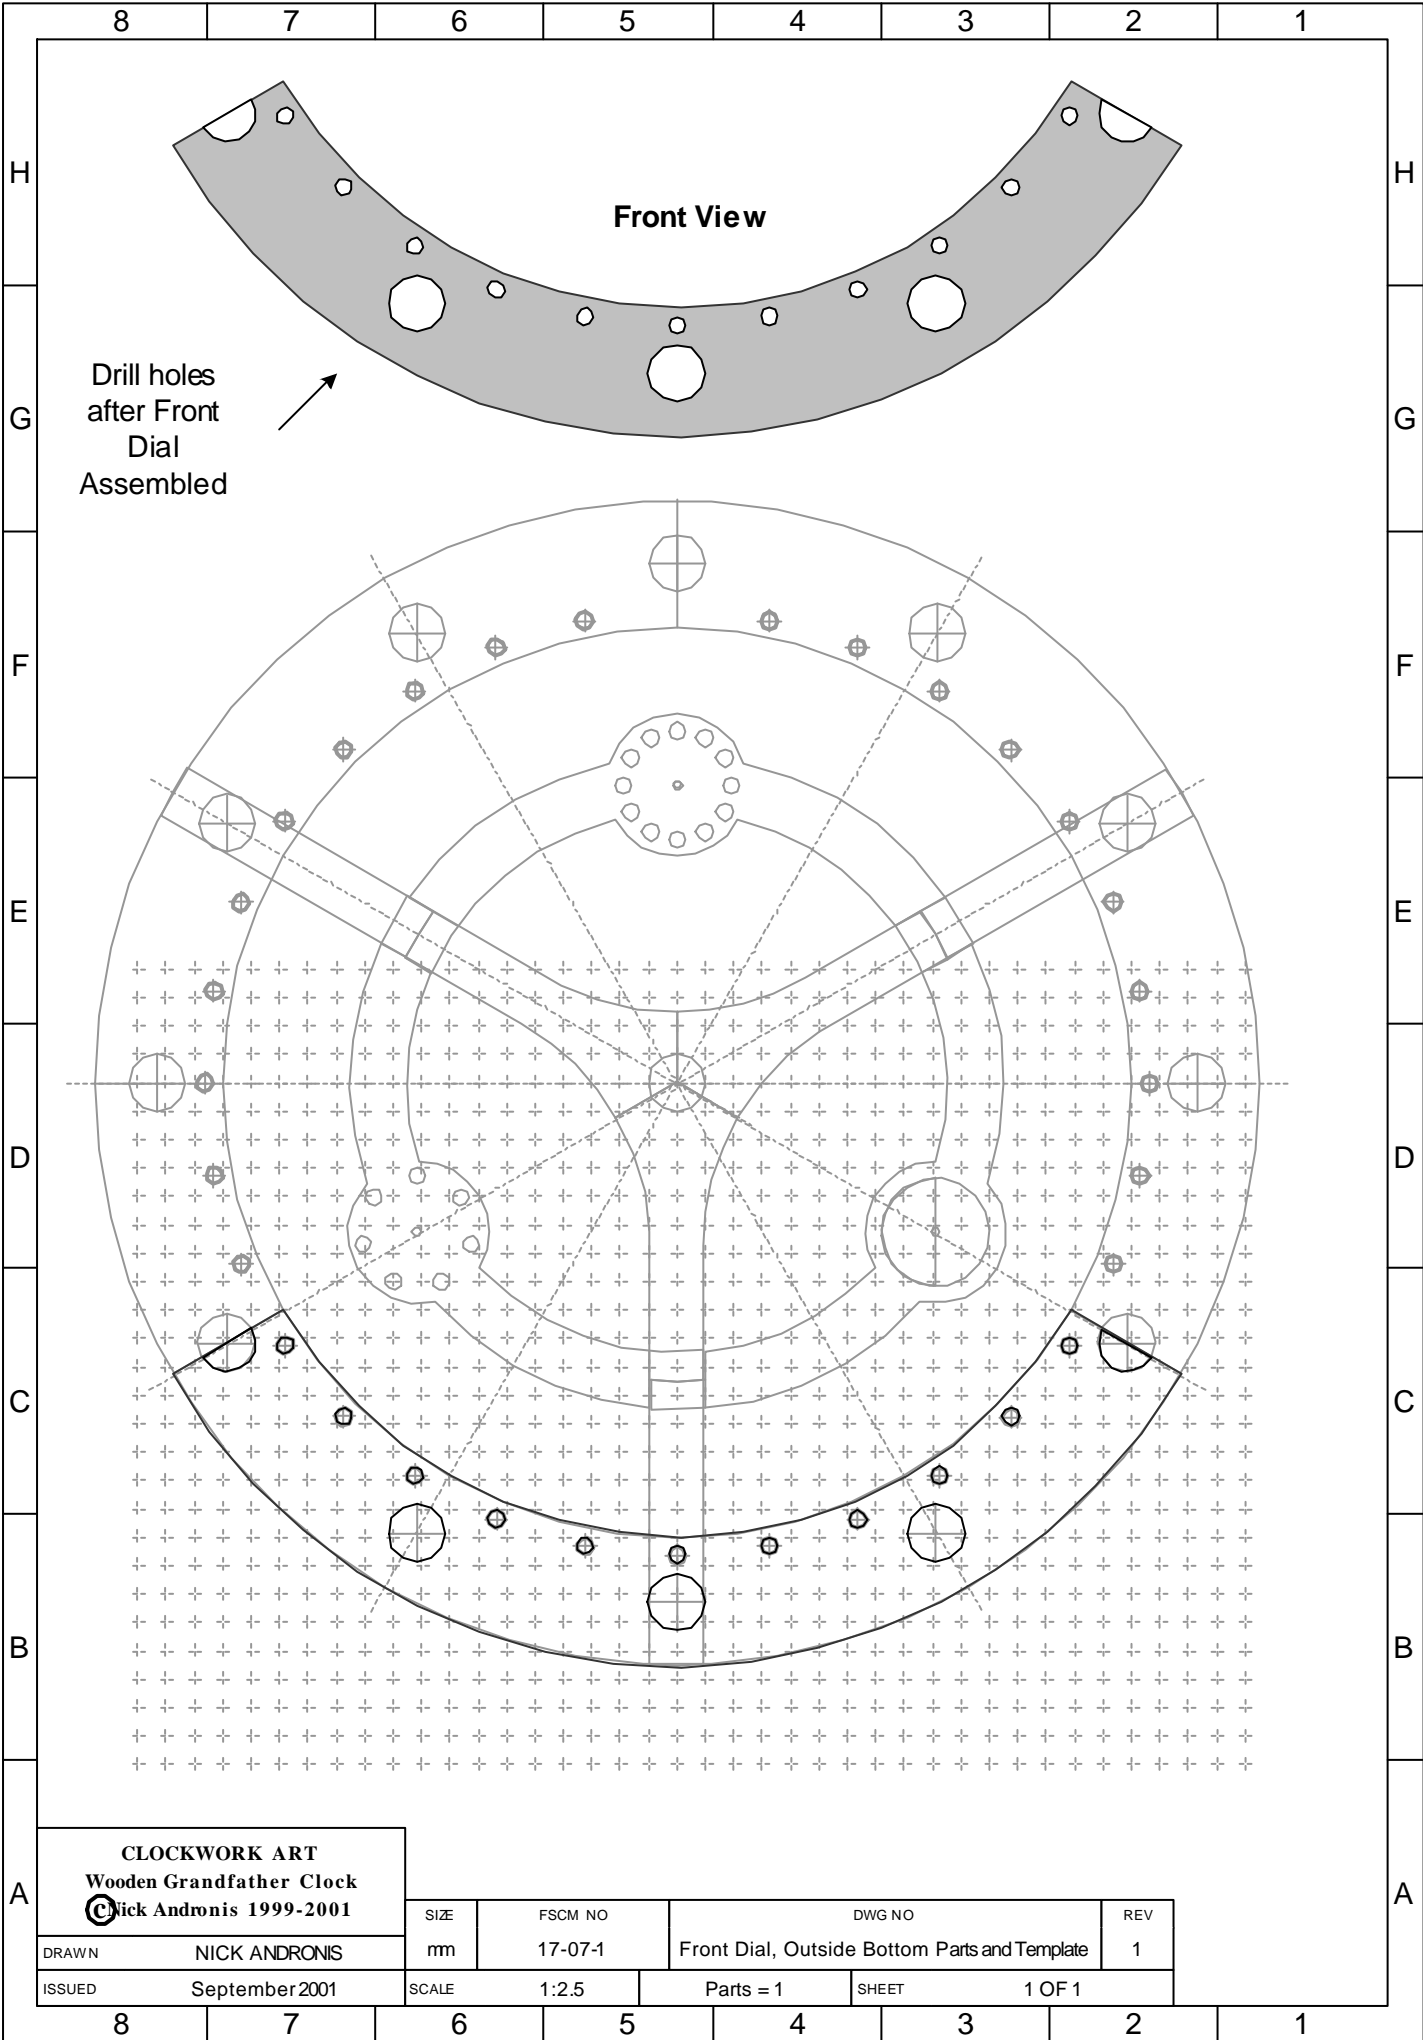 8 7 6 5 4 3 2 1
H H
Front View
Drill holes
after Front
Dial
Assembled
G G
F F
E E
D D
C C
B B
A A
CLOCKWORK ART
Wooden Grandfather Clock
©Nick Andronis 1999-2001
DRAWN NICK ANDRONIS
ISSUED September 2001
SIZE FSCM NO DWG NO REV
mm 17-07-1 Front Dial, Outside Bottom Parts and Template 1
SCALE 1:2.5 Parts = 1 SHEET 1 OF 1
8 7 6 5 4 3 2 1